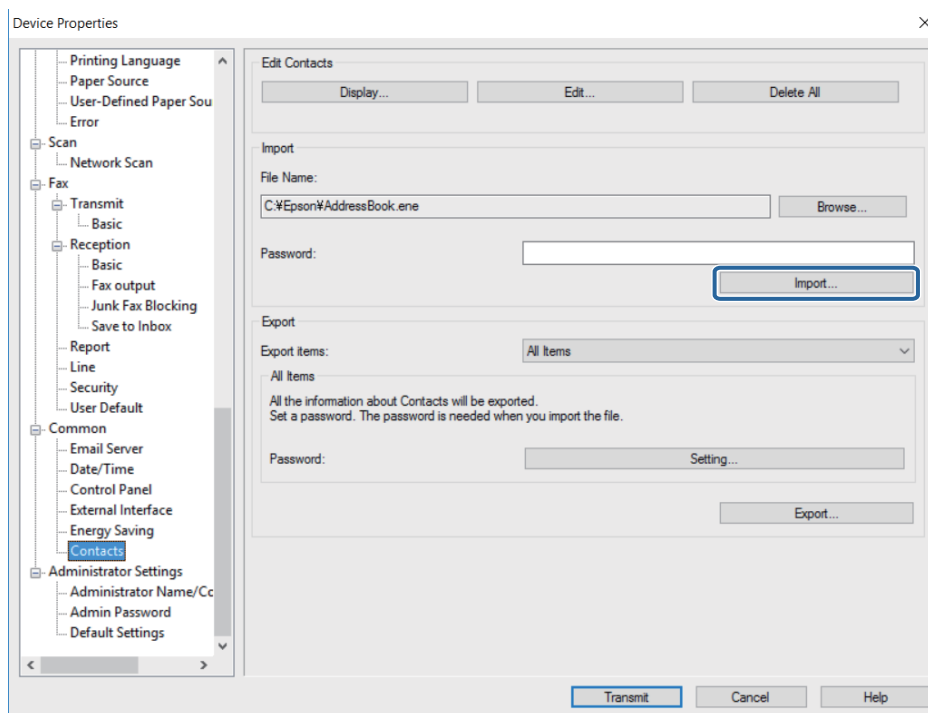 Device Properties
Printing Language
Paper Source
User-Defined Paper Sou
Error
Scan
Network Scan
Fax
Transmit
Basic
Reception
Basic
Fax output
Junk Fax Blocking
Save to Inbox
Report
Line
Security
User Default
Common
Email Server
Date/Time
Control Panel
External Interface
Energy Saving
Contacts
Administrator Settings
Administrator Name/Cc
Admin Password
Default Settings
Edit Contacts
Display...
Edit...
Delete All
Import
File Name:
C:¥Epson¥AddressBook.ene
Browse...
Password:
Import...
Export
Export items:
All Items
All Items
All the information about Contacts will be exported.
Set a password. The password is needed when you import the file.
Password:
Setting...
Export...
Transmit
Cancel
Help